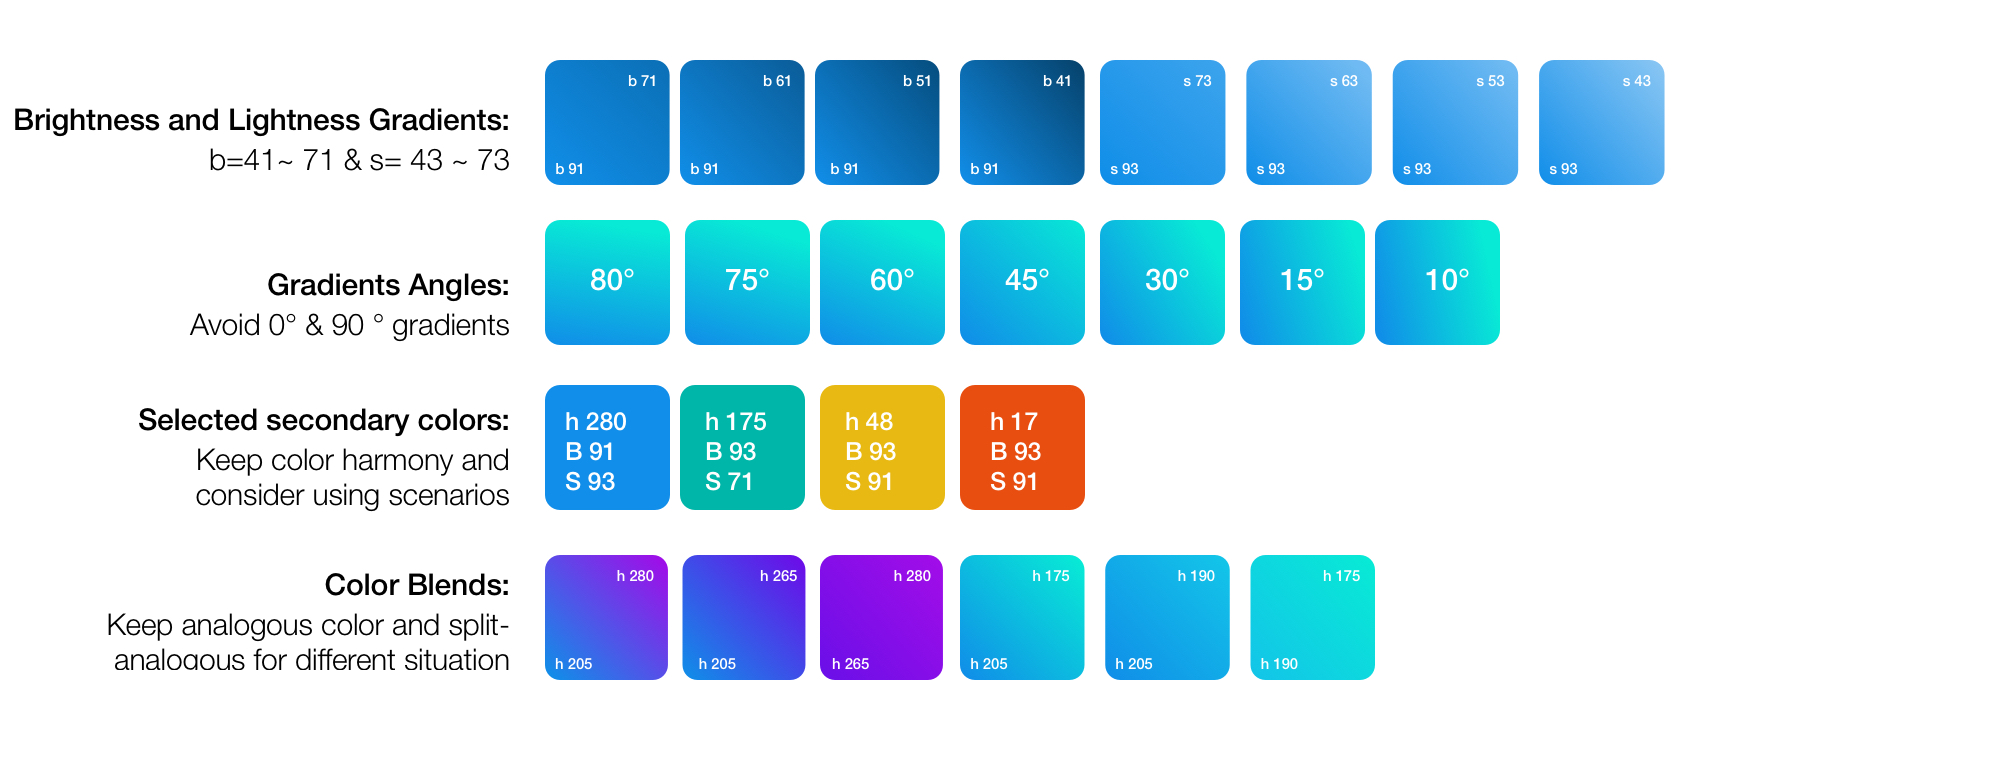 Brightness and Lightness Gradients:
b=41~ 71 & s= 43 ~ 73
b 71
b 91
b 61
b 91
b 51
b 91
b 41
b 91
s 73
s 93
s 63
s 93
s 53
s 93
s 43
s 93
Gradients Angles:
Avoid 0° & 90 ° gradients
80°
75°
60°
45°
30°
15°
10°
Selected secondary colors:
Keep color harmony and
consider using scenarios
h 280
B 91
S 93
h 175
B 93
S 71
h 48
B 93
S 91
h 17
B 93
S 91
Color Blends:
Keep analogous color and split-
analogous for different situation
h 280
h 205
h 265
h 205
h 280
h 265
h 175
h 205
h 190
h 205
h 175
h 190